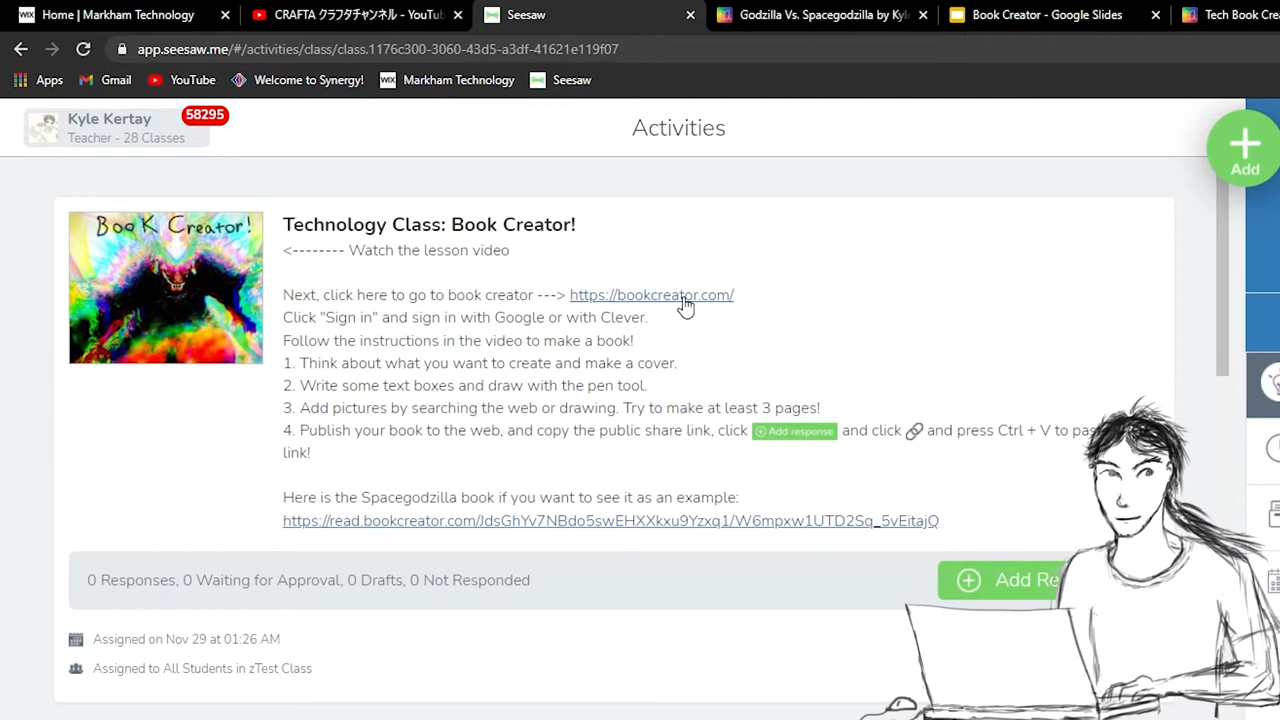 Home | Markham Technology
CRAFTA クラフタチャンネル - YouTu
Seesaw
Godzilla Vs. Spacegodzilla by Kyle
Book Creator - Google Slides
Tech Book Cre
app.seesaw.me/#/activities/class/class.1176c300-3060-43d5-a3df-41621e119f07
Apps
Gmail
YouTube
Welcome to Synergy!
WIX
Markham Technology
Seesaw
Kyle Kertay
58295
Teacher - 28 Classes
Activities
Add
Book Creator!
Technology Class: Book Creator!
<-------- Watch the lesson video
Next, click here to go to book creator ---> https://bookcreator.com/
Click "Sign in" and sign in with Google or with Clever.
Follow the instructions in the video to make a book!
1. Think about what you want to create and make a cover.
2. Write some text boxes and draw with the pen tool.
3. Add pictures by searching the web or drawing. Try to make at least 3 pages!
4. Publish your book to the web, and copy the public share link, click Add response and click and press Ctrl + V to pas
link!
Here is the Spacegodzilla book if you want to see it as an example:
https://read.bookcreator.com/JdsGhYv7NBdo5swEHXXkxu9Yzxq1/W6mpxw1UTD2Sq_5vEitajQ
0 Responses, 0 Waiting for Approval, 0 Drafts, 0 Not Responded
Add Re
Assigned on Nov 29 at 01:26 AM
Assigned to All Students in zTest Class